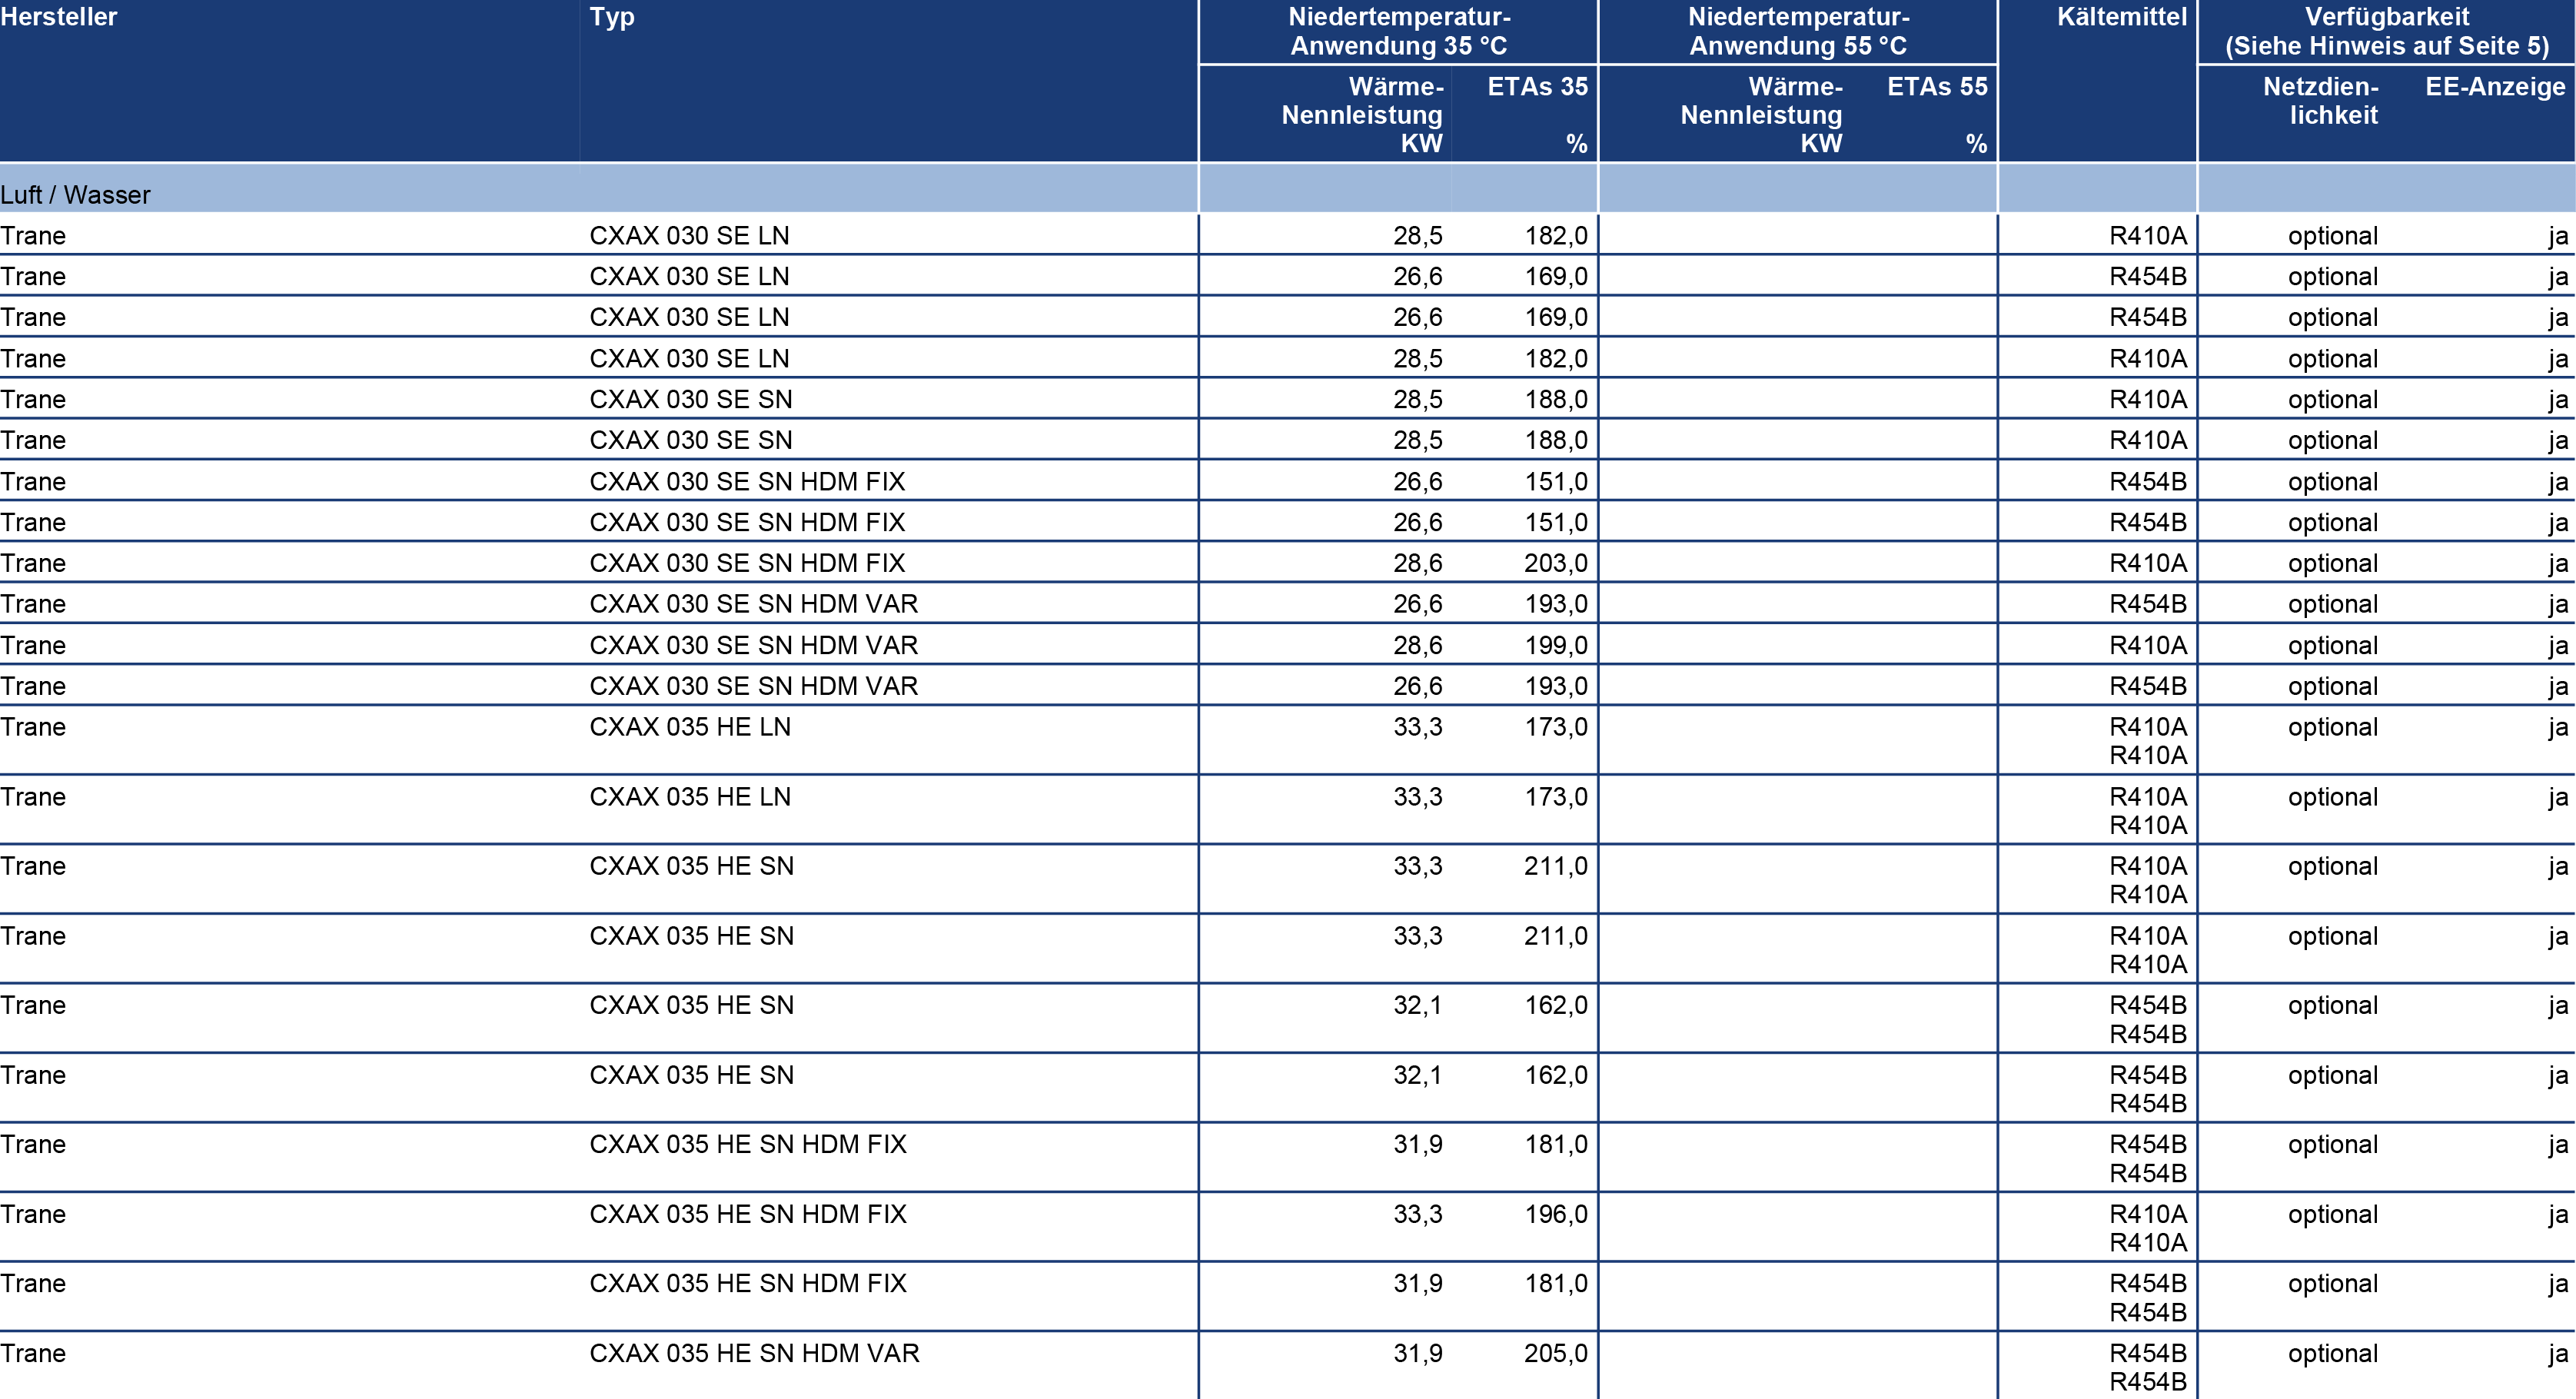 Hersteller Typ Niedertemperatur- Niedertemperatur- Kältemittel Verfügbarkeit
Anwendung 35 °C Anwendung 55 °C (Siehe Hinweis auf Seite 5)
Wärme- ETAs 35 Wärme- ETAs 55 Netzdien- EE-Anzeige
Nennleistung Nennleistung lichkeit
KW % KW %
Luft / Wasser
Trane CXAX 030 SE LN 28,5 182,0 R410A optional ja
Trane CXAX 030 SE LN 26,6 169,0 R454B optional ja
Trane CXAX 030 SE LN 26,6 169,0 R454B optional ja
Trane CXAX 030 SE LN 28,5 182,0 R410A optional ja
Trane CXAX 030 SE SN 28,5 188,0 R410A optional ja
Trane CXAX 030 SE SN 28,5 188,0 R410A optional ja
Trane CXAX 030 SE SN HDM FIX 26,6 151,0 R454B optional ja
Trane CXAX 030 SE SN HDM FIX 26,6 151,0 R454B optional ja
Trane CXAX 030 SE SN HDM FIX 28,6 203,0 R410A optional ja
Trane CXAX 030 SE SN HDM VAR 26,6 193,0 R454B optional ja
Trane CXAX 030 SE SN HDM VAR 28,6 199,0 R410A optional ja
Trane CXAX 030 SE SN HDM VAR 26,6 193,0 R454B optional ja
Trane CXAX 035 HE LN 33,3 173,0 R410A optional ja
R410A
Trane CXAX 035 HE LN 33,3 173,0 R410A optional ja
R410A
Trane CXAX 035 HE SN 33,3 211,0 R410A optional ja
R410A
Trane CXAX 035 HE SN 33,3 211,0 R410A optional ja
R410A
Trane CXAX 035 HE SN 32,1 162,0 R454B optional ja
R454B
Trane CXAX 035 HE SN 32,1 162,0 R454B optional ja
R454B
Trane CXAX 035 HE SN HDM FIX 31,9 181,0 R454B optional ja
R454B
Trane CXAX 035 HE SN HDM FIX 33,3 196,0 R410A optional ja
R410A
Trane CXAX 035 HE SN HDM FIX 31,9 181,0 R454B optional ja
R454B
Trane CXAX 035 HE SN HDM VAR 31,9 205,0 R454B optional ja
R454B